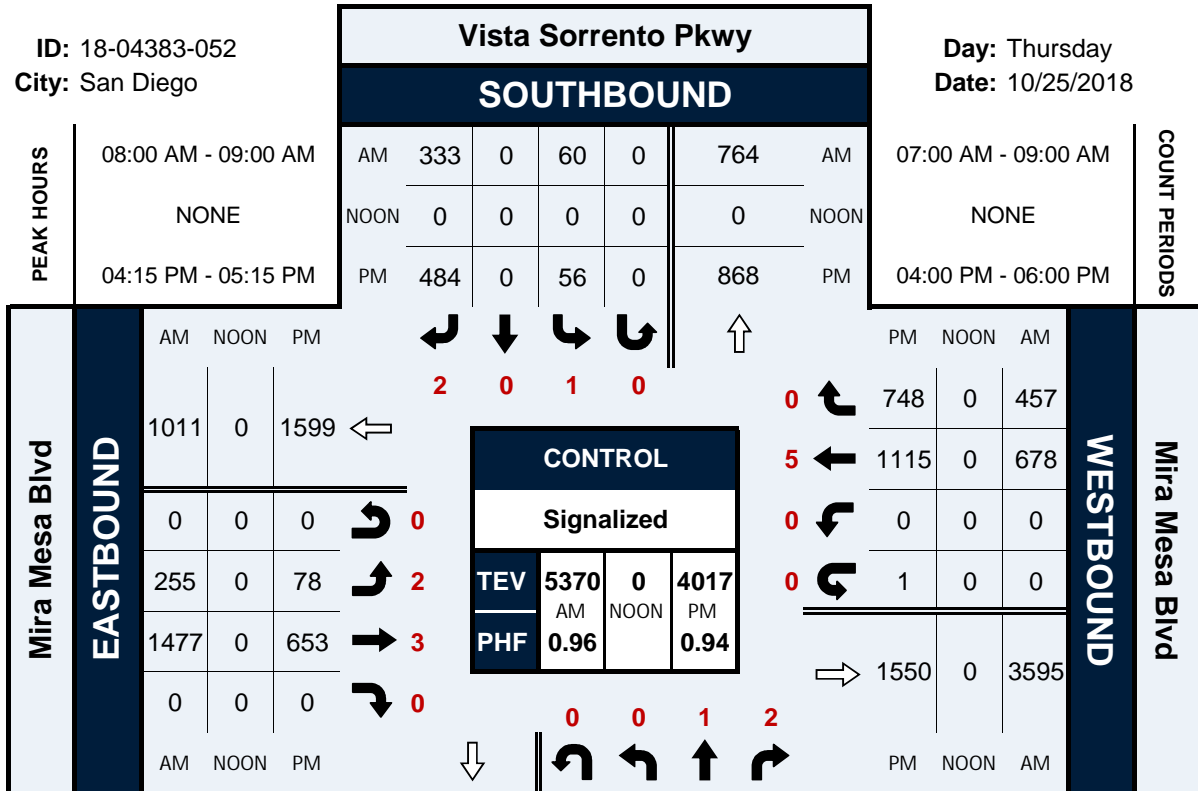 Vista Sorrento Pkwy
ID: 18-04383-052
Day: Thursday
City: San Diego
Date: 10/25/2018
SOUTHBOUND
PEAK HOURS
08:00 AM - 09:00 AM
NONE
04:15 PM - 05:15 PM
AM 333 0 60 0 764 AM
NOON 0 0 0 0 0 NOON
PM 484 0 56 0 868 PM
07:00 AM - 09:00 AM
NONE
04:00 PM - 06:00 PM
COUNT PERIODS
2 0 1 0
Mira Mesa Blvd
EASTBOUND
AM NOON PM
1011 0 1599
0 0 0 0
255 0 78 2
1477 0 653 3
0 0 0 0
AM NOON PM
CONTROL
Signalized
TEV 5370 0 4017
AM NOON PM
PHF 0.96 0.94
PM NOON AM
0 748 0 457
5 1115 0 678
0 0 0 0
0 1 0 0
1550 0 3595
PM NOON AM
WESTBOUND
Mira Mesa Blvd
0 0 1 2